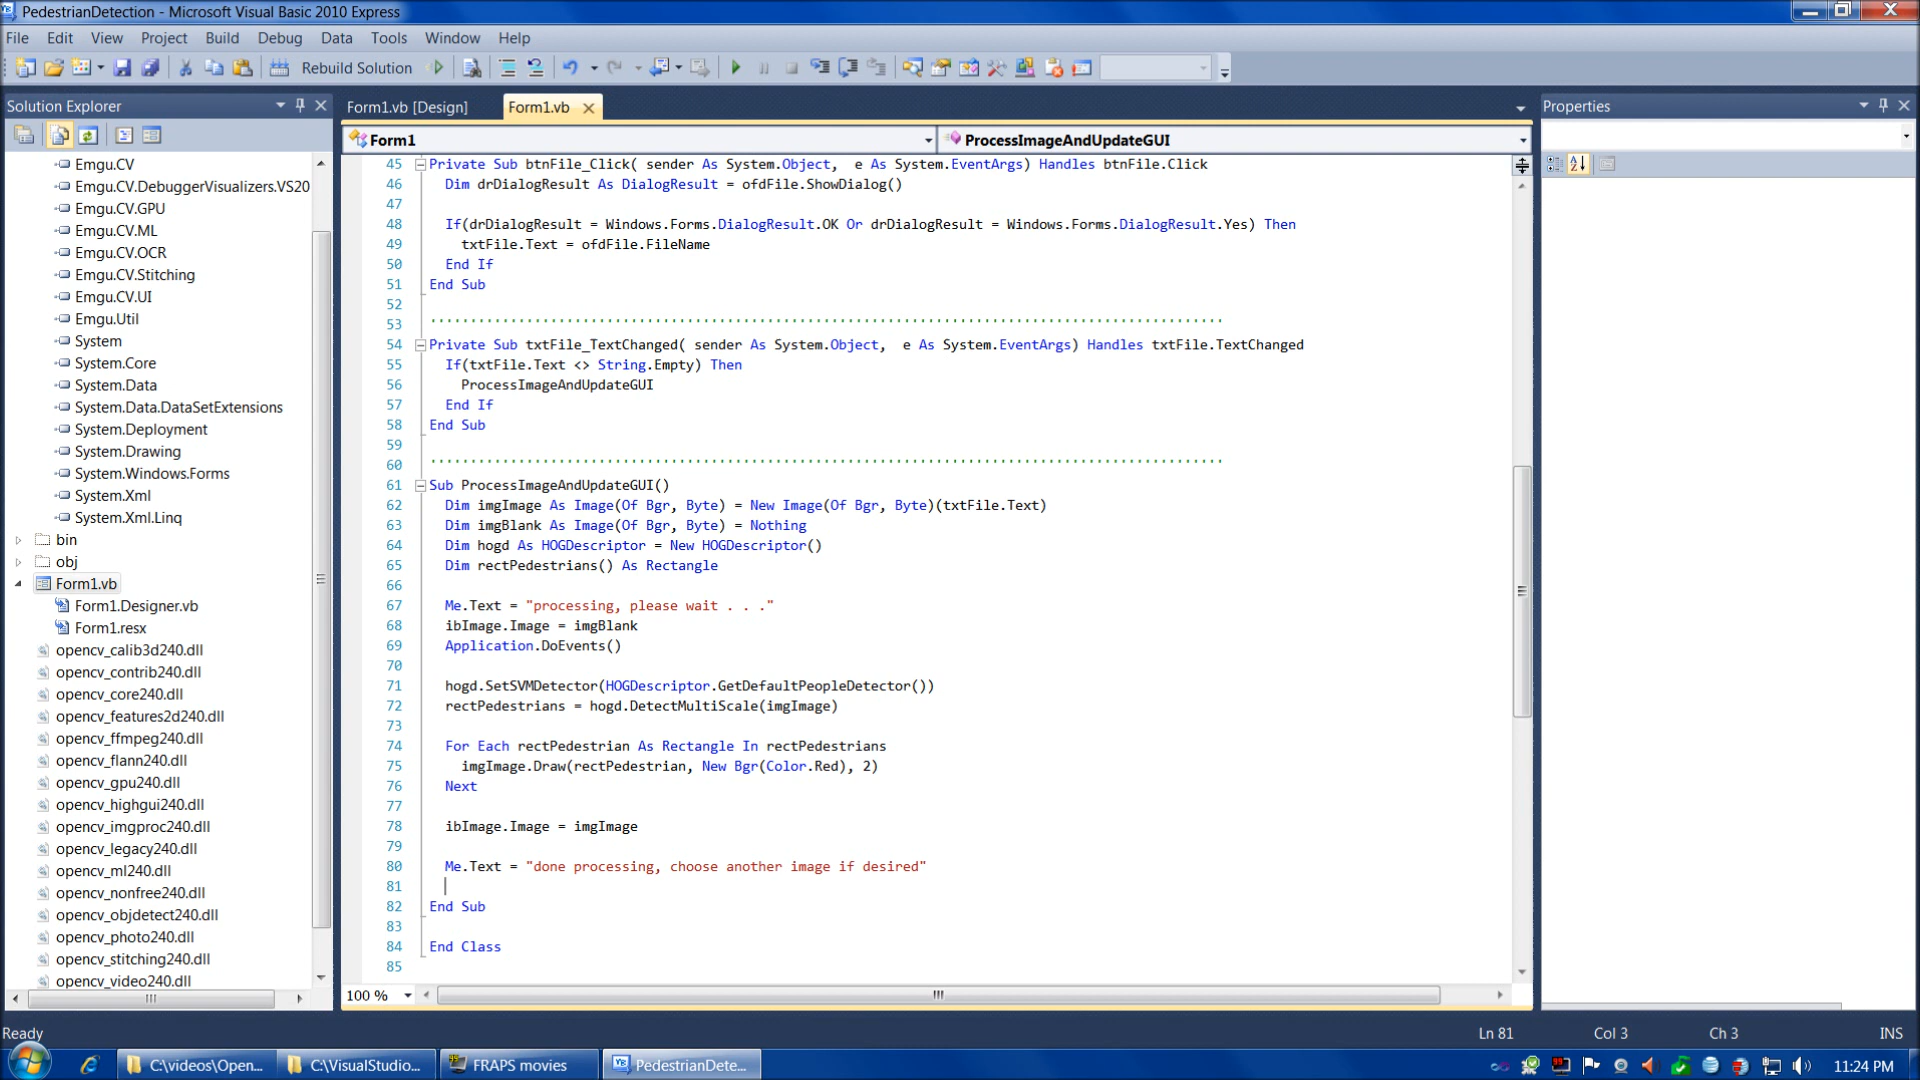 PedestrianDetection - Microsoft Visual Basic 2010 Express
File Edit View Project Build Debug Data Tools Window Help
Rebuild Solution
Solution Explorer
Emgu.CV
Emgu.CV.DebuggerVisualizers.VS20
Emgu.CV.GPU
Emgu.CV.ML
Emgu.CV.OCR
Emgu.CV.Stitching
Emgu.CV.UI
Emgu.Util
System
System.Core
System.Data
System.Data.DataSetExtensions
System.Deployment
System.Drawing
System.Windows.Forms
System.Xml
System.Xml.Linq
bin
obj
Form1.vb
Form1.Designer.vb
Form1.resx
opencv_calib3d240.dll
opencv_contrib240.dll
opencv_core240.dll
opencv_features2d240.dll
opencv_ffmpeg240.dll
opencv_flann240.dll
opencv_gpu240.dll
opencv_highgui240.dll
opencv_imgproc240.dll
opencv_legacy240.dll
opencv_ml240.dll
opencv_nonfree240.dll
opencv_objdetect240.dll
opencv_photo240.dll
opencv_stitching240.dll
opencv_video240.dll
Form1.vb [Design] Form1.vb
Form1 ProcessImageAndUpdateGUI
45 Private Sub btnFile_Click( sender As System.Object,  e As System.EventArgs) Handles btnFile.Click
46 Dim drDialogResult As DialogResult = ofdFile.ShowDialog()
47
48 If(drDialogResult = Windows.Forms.DialogResult.OK Or drDialogResult = Windows.Forms.DialogResult.Yes) Then
49 txtFile.Text = ofdFile.FileName
50 End If
51 End Sub
52
53 '''''''''''''''''''''''''''''''''''''''''''''''''''''''''''''''''''''''''''''''''''''''''''''''''''
54 Private Sub txtFile_TextChanged( sender As System.Object,  e As System.EventArgs) Handles txtFile.TextChanged
55 If(txtFile.Text <> String.Empty) Then
56 ProcessImageAndUpdateGUI
57 End If
58 End Sub
59
60 '''''''''''''''''''''''''''''''''''''''''''''''''''''''''''''''''''''''''''''''''''''''''''''''''''
61 Sub ProcessImageAndUpdateGUI()
62 Dim imgImage As Image(Of Bgr, Byte) = New Image(Of Bgr, Byte)(txtFile.Text)
63 Dim imgBlank As Image(Of Bgr, Byte) = Nothing
64 Dim hogd As HOGDescriptor = New HOGDescriptor()
65 Dim rectPedestrians() As Rectangle
66
67 Me.Text = "processing, please wait . . ."
68 ibImage.Image = imgBlank
69 Application.DoEvents()
70
71 hogd.SetSVMDetector(HOGDescriptor.GetDefaultPeopleDetector())
72 rectPedestrians = hogd.DetectMultiScale(imgImage)
73
74 For Each rectPedestrian As Rectangle In rectPedestrians
75 imgImage.Draw(rectPedestrian, New Bgr(Color.Red), 2)
76 Next
77
78 ibImage.Image = imgImage
79
80 Me.Text = "done processing, choose another image if desired"
81
82 End Sub
83
84 End Class
85
100 %
Properties
Ready Ln 81 Col 3 Ch 3 INS
C:\videos\Open... C:\VisualStudio... FRAPS movies PedestrianDete... 11:24 PM